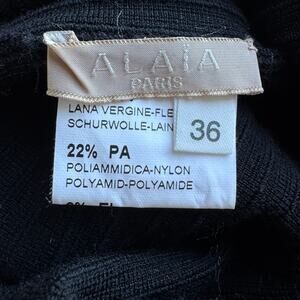 ALAÏA
PARIS
LANA VERGINE-FLE
SCHURWOLLE-LAIN
36
22% PA
POLIAMMIDICA-NYLON
POLYAMID-POLYAMIDE